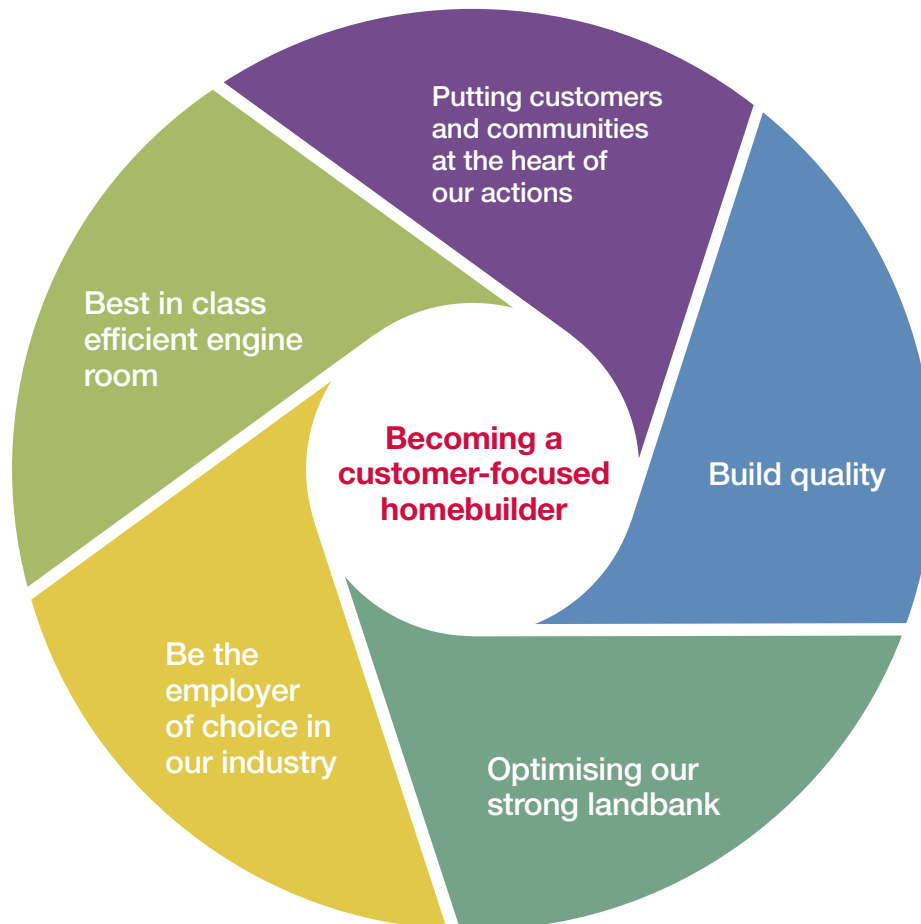 Putting customers
and communities
at the heart of
our actions
Best in class
efficient engine
room
Becoming a
customer-focused
homebuilder
Build quality
Be the
employer
of choice in
our industry
Optimising our
strong landbank